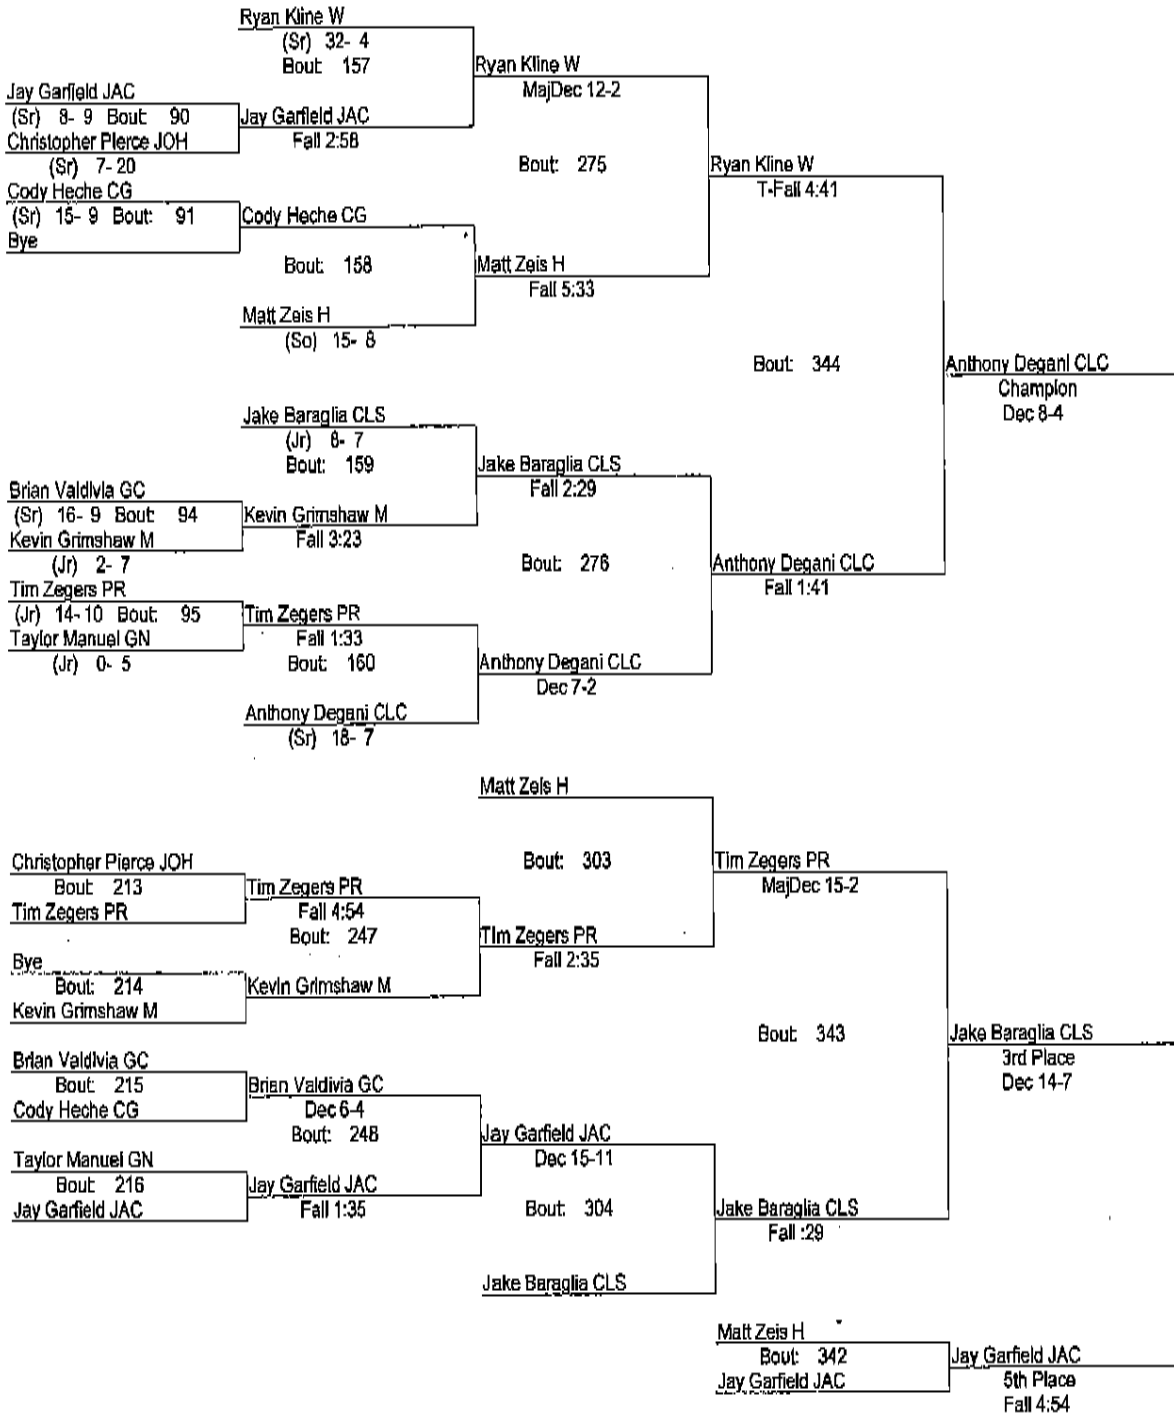 Ryan Kline W
(Sr) 32- 4
Bout: 157
Ryan Kline W
MajDec 12-2
Jay Garfield JAC
(Sr) 8- 9 Bout: 90
Jay Garfield JAC
Christopher Pierce JOH
Fall 2:58
(Sr) 7- 20
Bout: 275
Ryan Kline W
T-Fall 4:41
Cody Heche CG
(Sr) 15- 9 Bout: 91
Cody Heche CG
Bye
Bout: 158
Matt Zeis H
Fall 5:33
Matt Zeis H
(So) 15- 8
Bout: 344
Anthony Degani CLC
Champion
Dec 8-4
Jake Baraglia CLS
(Jr) 8- 7
Bout: 159
Jake Baraglia CLS
Fall 2:29
Brian Valdivia GC
(Sr) 16- 9 Bout: 94
Kevin Grimshaw M
Kevin Grimshaw M
Fall 3:23
(Jr) 2- 7
Bout: 276
Anthony Degani CLC
Fall 1:41
Tim Zegers PR
(Jr) 14- 10 Bout: 95
Tim Zegers PR
Taylor Manuel GN
Fall 1:33
(Jr) 0- 5
Bout: 160
Anthony Degani CLC
Dec 7-2
Anthony Degani CLC
(Sr) 18- 7
Matt Zeis H
Christopher Pierce JOH
Bout: 303
Tim Zegers PR
Bout: 213
Tim Zegers PR
MajDec 15-2
Tim Zegers PR
Fall 4:54
Bout: 247
Tim Zegers PR
Fall 2:35
Bye
Bout: 214
Kevin Grimshaw M
Kevin Grimshaw M
Bout: 343
Jake Baraglia CLS
3rd Place
Dec 14-7
Brian Valdivia GC
Bout: 215
Brian Valdivia GC
Cody Heche CG
Dec 6-4
Bout: 248
Jay Garfield JAC
Dec 15-11
Taylor Manuel GN
Bout: 216
Jay Garfield JAC
Jay Garfield JAC
Fall 1:35
Bout: 304
Jake Baraglia CLS
Fall :29
Jake Baraglia CLS
Matt Zeis H
Bout: 342
Jay Garfield JAC
Jay Garfield JAC
5th Place
Fall 4:54